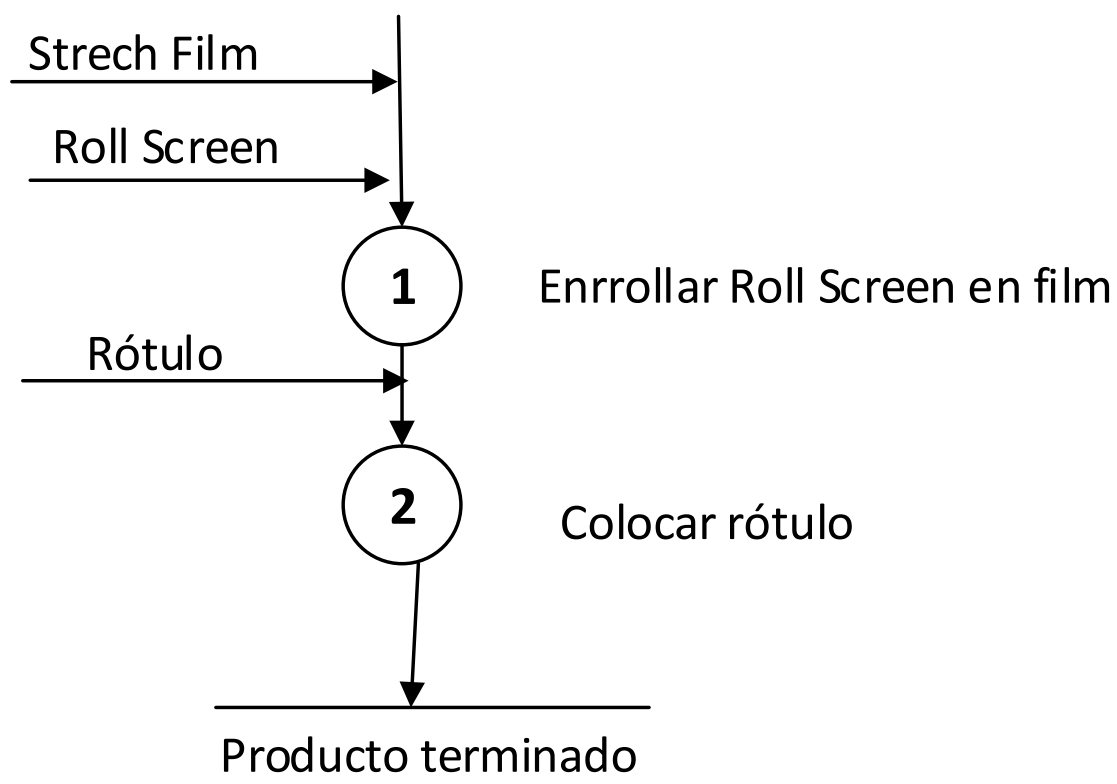 Strech Film
Roll Screen
1
Enrrollar Roll Screen en film
Rótulo
2
Colocar rótulo
Producto terminado